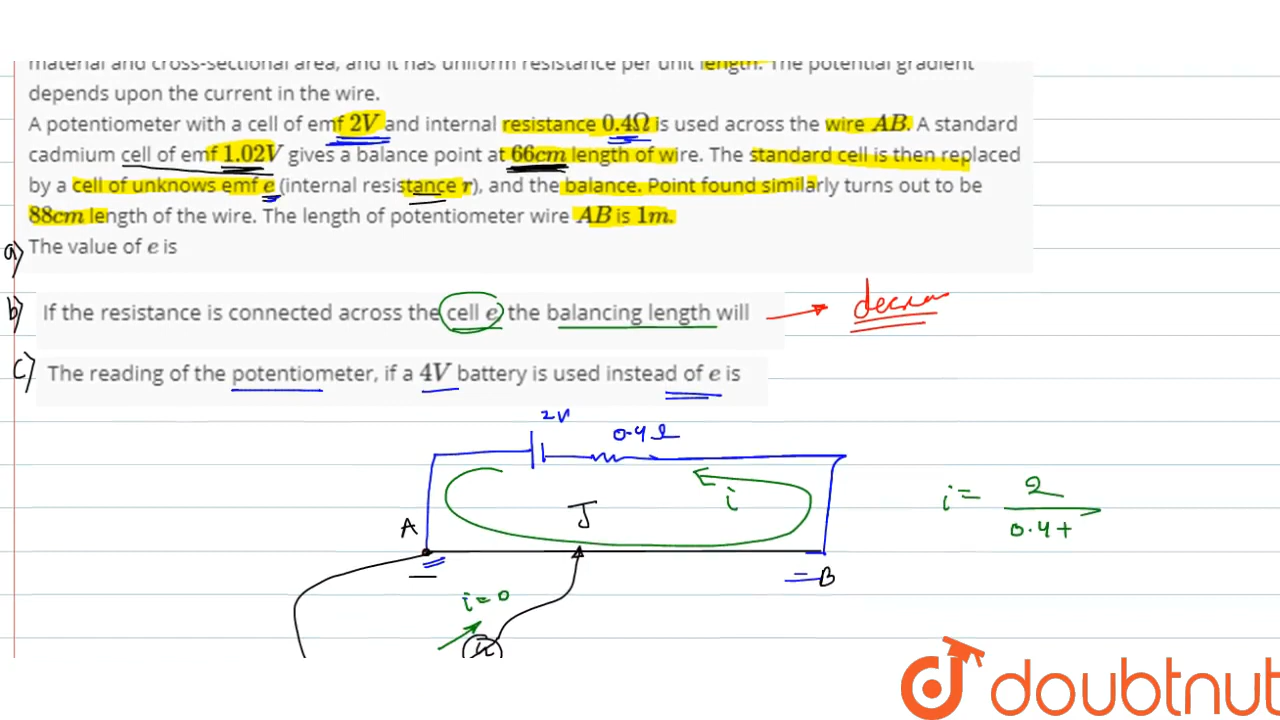 material and cross-sectional area, and it has uniform resistance per unit length. The potential gradient
depends upon the current in the wire.
A potentiometer with a cell of emf 2V and internal resistance 0.4Ω is used across the wire AB. A standard
cadmium cell of emf 1.02V gives a balance point at 66cm length of wire. The standard cell is then replaced
by a cell of unknows emf e (internal resistance r), and the balance. Point found similarly turns out to be
88cm length of the wire. The length of potentiometer wire AB is 1m.
a) The value of e is
b) If the resistance is connected across the cell e the balancing length will
c) The reading of the potentiometer, if a 4V battery is used instead of e is
2V
0.4Ω
i
i = 2
0.4+
J
A
B
i=0
doubtnut